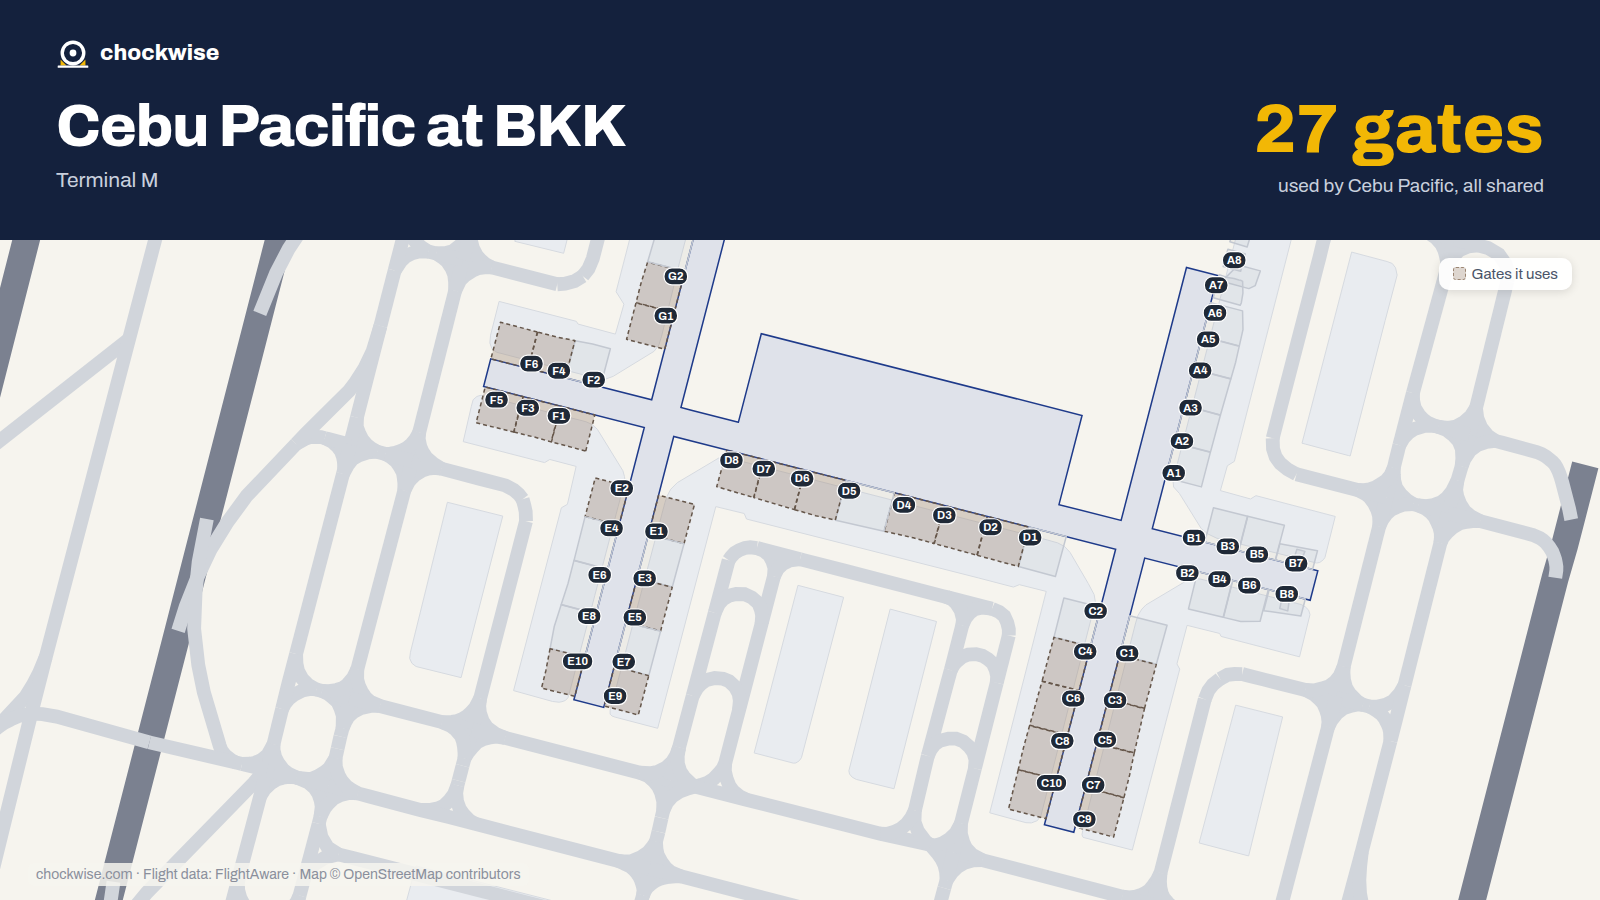 chockwise
Cebu Pacific at BKK
Terminal M
27 gates
used by Cebu Pacific, all shared
Gates it uses
G2
G1
F6
F4
F2
F5
F3
F1
A8
A7
A6
A5
A4
A3
A2
A1
D8
D7
D6
D5
D4
D3
D2
D1
E2
E4
E1
E6
E3
E8
E5
E10
E7
E9
B1
B3
B5
B7
B2
B4
B6
B8
C2
C4
C1
C6
C3
C8
C5
C10
C7
C9
chockwise.com · Flight data: FlightAware · Map © OpenStreetMap contributors